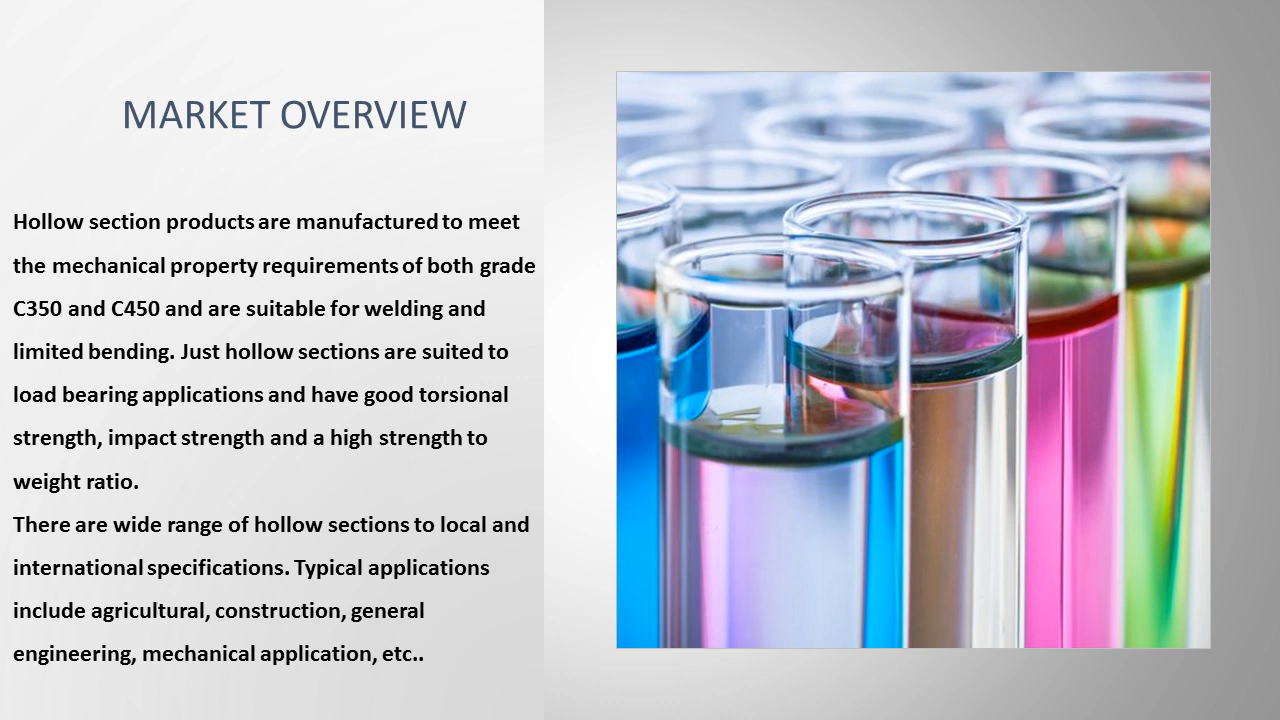 MARKET OVERVIEW
Hollow section products are manufactured to meet
the mechanical property requirements of both grade
C350 and C450 and are suitable for welding and
limited bending. Just hollow sections are suited to
load bearing applications and have good torsional
strength, impact strength and a high strength to
weight ratio.
There are wide range of hollow sections to local and
international specifications. Typical applications
include agricultural, construction, general
engineering, mechanical application, etc..